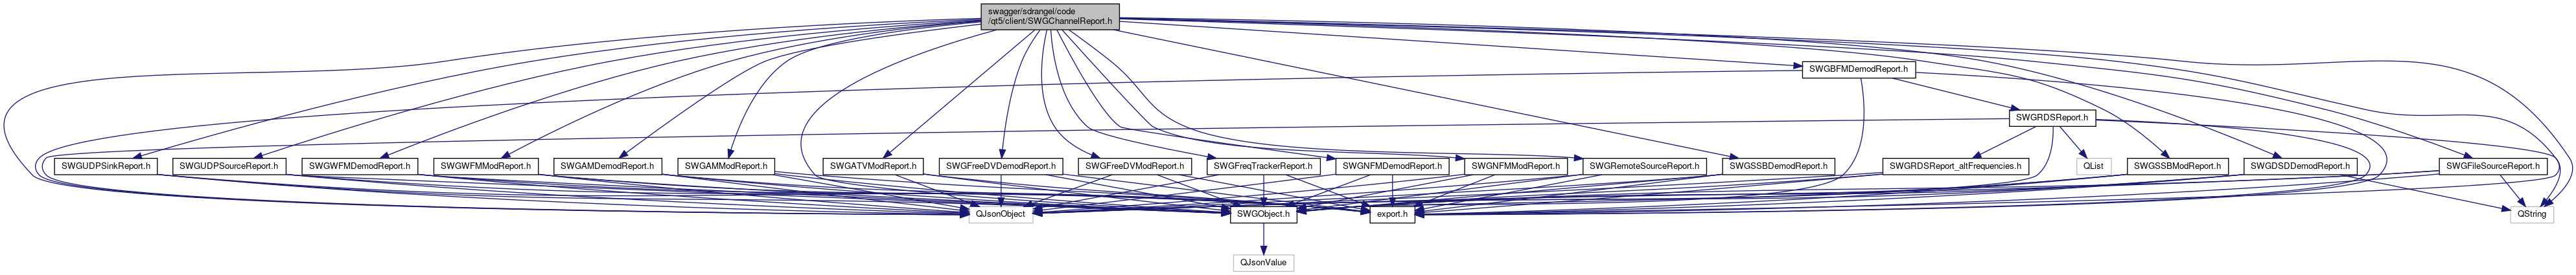 swagger/sdrangel/code
/qt5/client/SWGChannelReport.h
SWGBFMDemodReport.h
SWGRDSReport.h
SWGUDPSinkReport.h
SWGUDPSourceReport.h
SWGWFMDemodReport.h
SWGWFMModReport.h
SWGAMDemodReport.h
SWGAMModReport.h
SWGATVModReport.h
SWGFreeDVDemodReport.h
SWGFreeDVModReport.h
SWGFreqTrackerReport.h
SWGNFMDemodReport.h
SWGNFMModReport.h
SWGRemoteSourceReport.h
SWGSSBDemodReport.h
SWGRDSReport_altFrequencies.h
QList
SWGSSBModReport.h
SWGDSDDemodReport.h
SWGFileSourceReport.h
QJsonObject
SWGObject.h
export.h
QString
QJsonValue